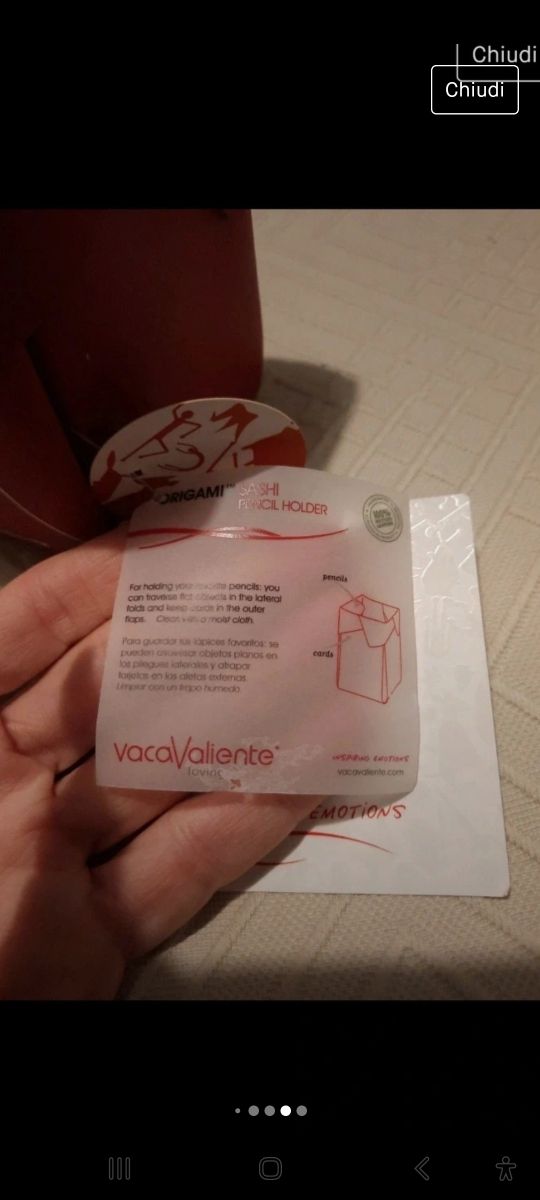 Chiudi
Chiudi
ORIGAMI™ SASHI
PENCIL HOLDER
100%
For holding your favorite pencils: you
can traverse flat objects in the lateral
folds and keep cards in the outer
flaps. Clean with a moist cloth.
pencils
cards
Para guardar tus lápices favoritos: se
pueden atravesar objetos planos en
los pliegues laterales y atrapar
tarjetas en las aletas externas.
Limpiar con un trapo húmedo.
vacaValiente®
INSPIRING EMOTIONS
vacavaliente.com
EMOTIONS